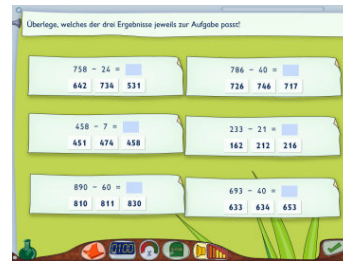 Überlege, welches der drei Ergebnisse jeweils zur Aufgabe passt!
758 - 24 =
642 734 531
786 - 40 =
726 746 717
458 - 7 =
451 474 458
233 - 21 =
162 212 216
890 - 60 =
810 811 830
693 - 40 =
633 634 653